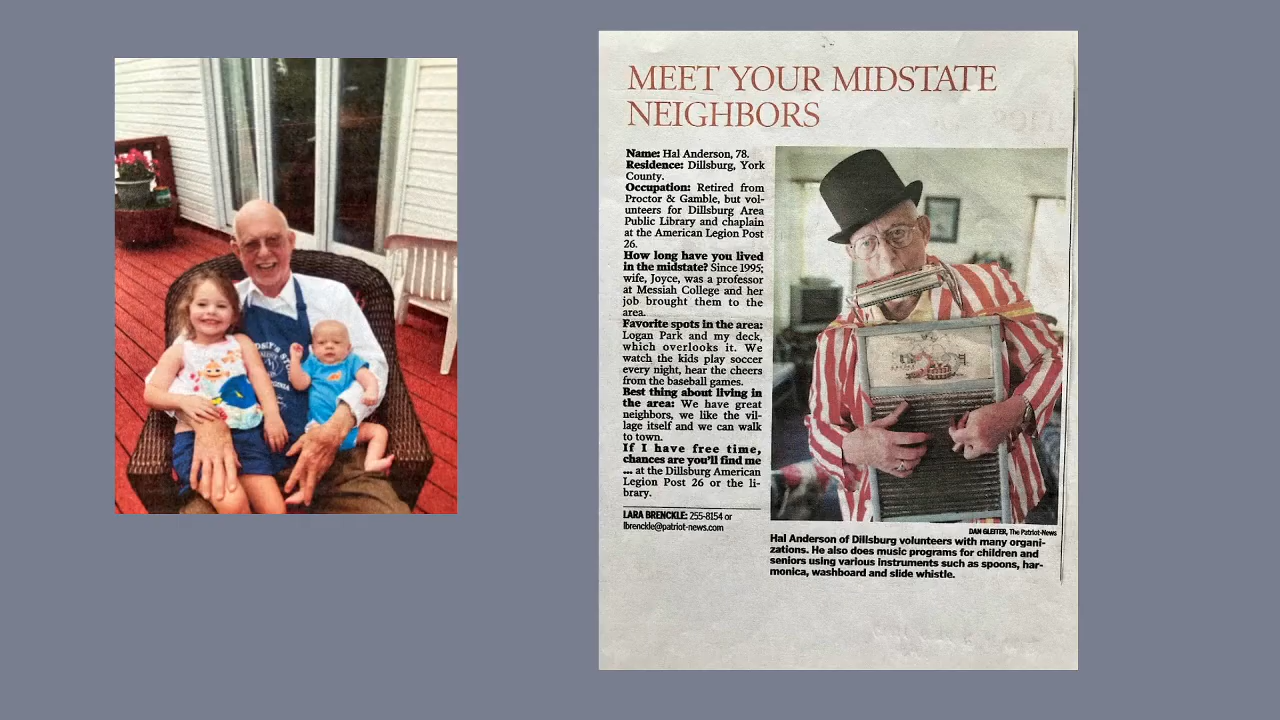 MEET YOUR MIDSTATE
NEIGHBORS
Name: Hal Anderson, 78.
Residence: Dillsburg, York
County.
Occupation: Retired from
Proctor & Gamble, but vol-
unteers for Dillsburg Area
Public Library and chaplain
at the American Legion Post
26.
How long have you lived
in the midstate? Since 1995;
wife, Joyce, was a professor
at Messiah College and her
job brought them to the
area.
Favorite spots in the area:
Logan Park and my deck,
which overlooks it. We
watch the kids play soccer
every night, hear the cheers
from the baseball games.
Best thing about living in
the area: We have great
neighbors, we like the vil-
lage itself and we can walk
to town.
If I have free time,
chances are you'll find me
... at the Dillsburg American
Legion Post 26 or the li-
brary.
LARA BRENCKLE: 255-8154 or
lbrenckle@patriot-news.com
DAN GLEITER, The Patriot-News
Hal Anderson of Dillsburg volunteers with many organi-
zations. He also does music programs for children and
seniors using various instruments such as spoons, har-
monica, washboard and slide whistle.